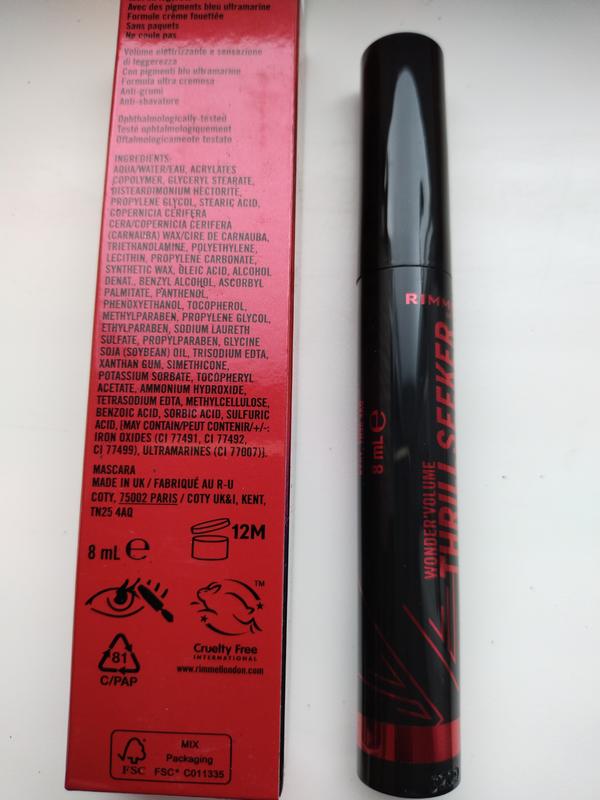 Avec des pigments bleu ultramarine
Formule crème fouettée
Sans paquets
Ne coule pas
Volume elettrizzante e sensazione
di leggerezza
Con pigmenti blu ultramarine
Formula ultra cremosa
Anti-grumi
Anti-sbavature
Ophthalmologically-tested
Testé ophtalmologiquement
Oftalmologicamente testato
INGREDIENTS:
AQUA/WATER/EAU, ACRYLATES
COPOLYMER, GLYCERYL STEARATE,
DISTEARDIMONIUM HECTORITE,
PROPYLENE GLYCOL, STEARIC ACID,
COPERNICIA CERIFERA
CERA/COPERNICIA CERIFERA
(CARNAUBA) WAX/CIRE DE CARNAUBA,
TRIETHANOLAMINE, POLYETHYLENE,
LECITHIN, PROPYLENE CARBONATE,
SYNTHETIC WAX, OLEIC ACID, ALCOHOL
DENAT., BENZYL ALCOHOL, ASCORBYL
PALMITATE, PANTHENOL,
PHENOXYETHANOL, TOCOPHEROL,
METHYLPARABEN, PROPYLENE GLYCOL,
ETHYLPARABEN, SODIUM LAURETH
SULFATE, PROPYLPARABEN, GLYCINE
SOJA (SOYBEAN) OIL, TRISODIUM EDTA,
XANTHAN GUM, SIMETHICONE,
POTASSIUM SORBATE, TOCOPHERYL
ACETATE, AMMONIUM HYDROXIDE,
TETRASODIUM EDTA, METHYLCELLULOSE,
BENZOIC ACID, SORBIC ACID, SULFURIC
ACID, [MAY CONTAIN/PEUT CONTENIR/+/-:
IRON OXIDES (CI 77491, CI 77492,
CI 77499), ULTRAMARINES (CI 77007)].
MASCARA
MADE IN UK / FABRIQUÉ AU R-U
COTY, 75002 PARIS / COTY UK&I, KENT,
TN25 4AQ
8 mL e
12M
TM
Cruelty Free
INTERNATIONAL
www.rimmellondon.com
81
C/PAP
FSC
MIX
Packaging
FSC® C011335
RIMM
WONDER'VOLUME
THRILL SEEKER
8 mL e